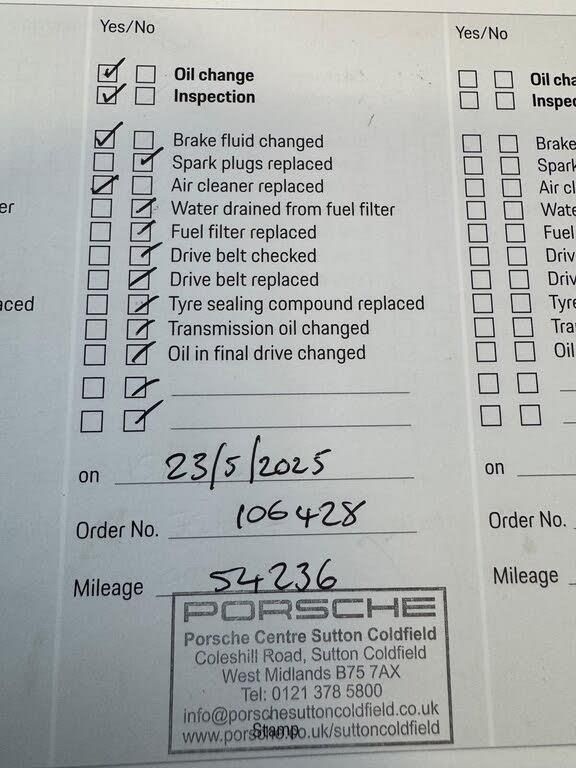 Yes/No
Oil change
Inspection
Brake fluid changed
Spark plugs replaced
Air cleaner replaced
Water drained from fuel filter
Fuel filter replaced
Drive belt checked
Drive belt replaced
Tyre sealing compound replaced
Transmission oil changed
Oil in final drive changed
on 23/5/2025
Order No. 106428
Mileage 54236
PORSCHE
Porsche Centre Sutton Coldfield
Coleshill Road, Sutton Coldfield
West Midlands B75 7AX
Tel: 0121 378 5800
info@porschesuttoncoldfield.co.uk
www.porsche.co.uk/suttoncoldfield
Stamp
er
aced
Yes/No
Oil cha
Inspec
Brake
Spark
Air cl
Wate
Fuel
Driv
Driv
Tyre
Tra
Oil
on
Order No.
Mileage